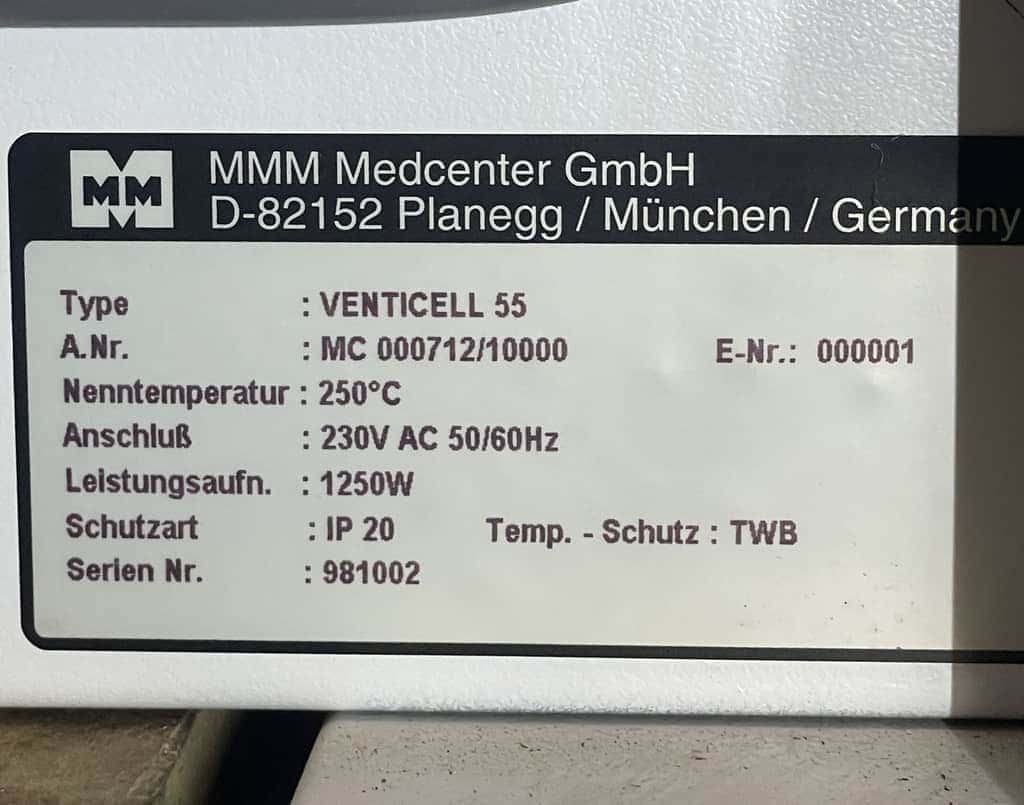 MMM
MMM Medcenter GmbH
D-82152 Planegg / München / Germany
Type : VENTICELL 55
A.Nr. : MC 000712/10000 E-Nr.: 000001
Nenntemperatur : 250°C
Anschluß : 230V AC 50/60Hz
Leistungsaufn. : 1250W
Schutzart : IP 20 Temp. - Schutz : TWB
Serien Nr. : 981002